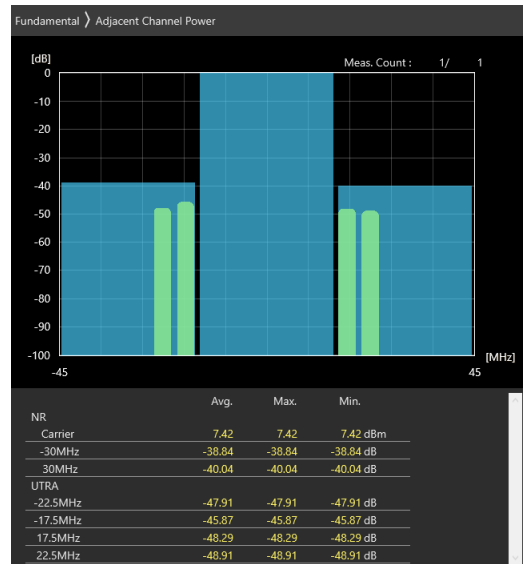 Fundamental 〉 Adjacent Channel Power
[dB] Meas. Count : 1/ 1
0
-10
-20
-30
-40
-50
-60
-70
-80
-90
-100 [MHz]
-45 45
Avg. Max. Min.
NR
Carrier 7.42 7.42 7.42 dBm
-30MHz -38.84 -38.84 -38.84 dB
30MHz -40.04 -40.04 -40.04 dB
UTRA
-22.5MHz -47.91 -47.91 -47.91 dB
-17.5MHz -45.87 -45.87 -45.87 dB
17.5MHz -48.29 -48.29 -48.29 dB
22.5MHz -48.91 -48.91 -48.91 dB